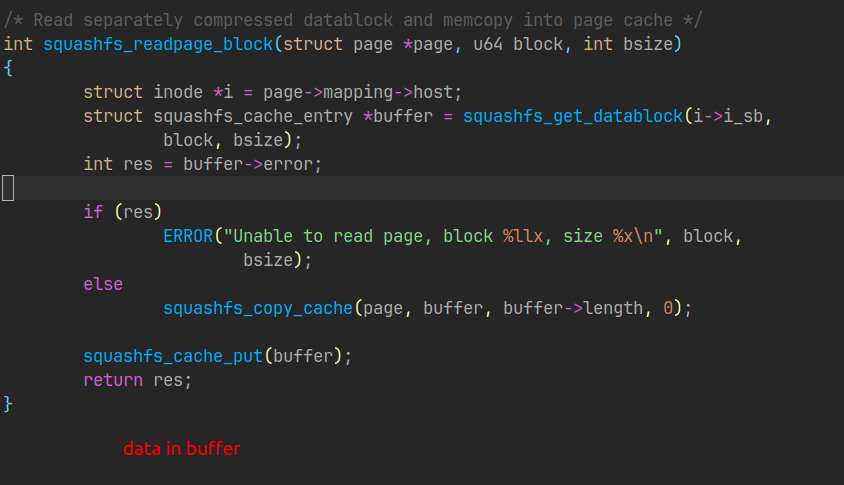 /* Read separately compressed datablock and memcopy into page cache */
int squashfs_readpage_block(struct page *page, u64 block, int bsize)
{
struct inode *i = page->mapping->host;
struct squashfs_cache_entry *buffer = squashfs_get_datablock(i->i_sb,
block, bsize);
int res = buffer->error;
if (res)
ERROR("Unable to read page, block %llx, size %x\n", block,
bsize);
else
squashfs_copy_cache(page, buffer, buffer->length, 0);
squashfs_cache_put(buffer);
return res;
}
data in buffer